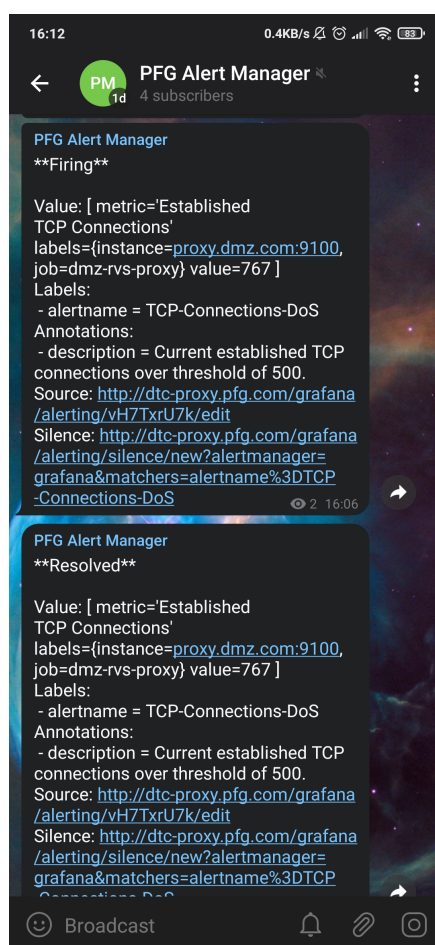 16:12
0.4KB/s
83
PM
1d
PFG Alert Manager
4 subscribers
PFG Alert Manager
**Firing**
Value: [ metric='Established
TCP Connections'
labels={instance=proxy.dmz.com:9100,
job=dmz-rvs-proxy} value=767 ]
Labels:
- alertname = TCP-Connections-DoS
Annotations:
- description = Current established TCP
connections over threshold of 500.
Source: http://dtc-proxy.pfg.com/grafana
/alerting/vH7TxrU7k/edit
Silence: http://dtc-proxy.pfg.com/grafana
/alerting/silence/new?alertmanager=
grafana&matchers=alertname%3DTCP
-Connections-DoS
2 16:06
PFG Alert Manager
**Resolved**
Value: [ metric='Established
TCP Connections'
labels={instance=proxy.dmz.com:9100,
job=dmz-rvs-proxy} value=767 ]
Labels:
- alertname = TCP-Connections-DoS
Annotations:
- description = Current established TCP
connections over threshold of 500.
Source: http://dtc-proxy.pfg.com/grafana
/alerting/vH7TxrU7k/edit
Silence: http://dtc-proxy.pfg.com/grafana
/alerting/silence/new?alertmanager=
grafana&matchers=alertname%3DTCP
Broadcast